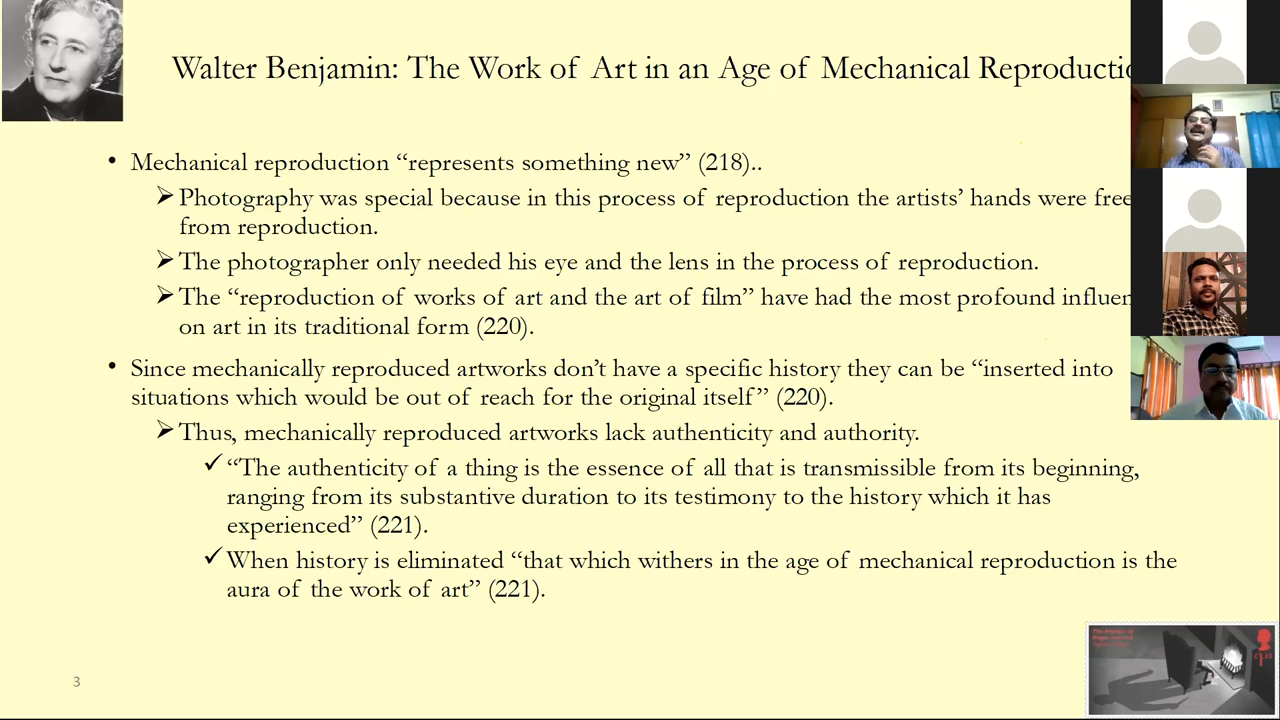 Walter Benjamin: The Work of Art in an Age of Mechanical Reproductio
• Mechanical reproduction “represents something new” (218)..
➢ Photography was special because in this process of reproduction the artists’ hands were free
from reproduction.
➢ The photographer only needed his eye and the lens in the process of reproduction.
➢ The “reproduction of works of art and the art of film” have had the most profound influen
on art in its traditional form (220).
• Since mechanically reproduced artworks don’t have a specific history they can be “inserted into
situations which would be out of reach for the original itself” (220).
➢ Thus, mechanically reproduced artworks lack authenticity and authority.
✓ “The authenticity of a thing is the essence of all that is transmissible from its beginning,
ranging from its substantive duration to its testimony to the history which it has
experienced” (221).
✓ When history is eliminated “that which withers in the age of mechanical reproduction is the
aura of the work of art” (221).
The Murder of
Roger Ackroyd
3